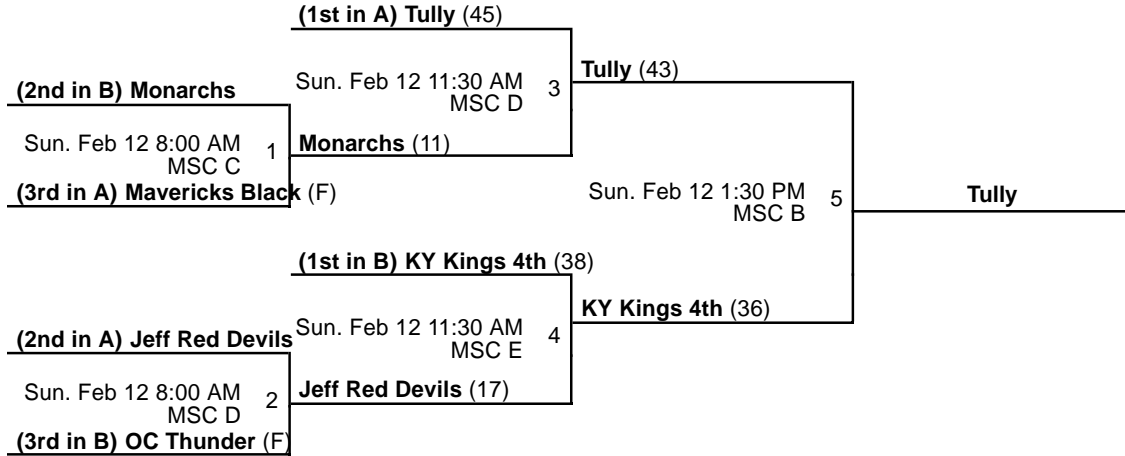 (1st in A) Tully (45)
Sun. Feb 12 11:30 AM
MSC D
3
Tully (43)
(2nd in B) Monarchs
Sun. Feb 12 8:00 AM
MSC C
1
Monarchs (11)
(3rd in A) Mavericks Black (F)
Sun. Feb 12 1:30 PM
MSC B
5
Tully
(1st in B) KY Kings 4th (38)
Sun. Feb 12 11:30 AM
MSC E
4
KY Kings 4th (36)
(2nd in A) Jeff Red Devils
Sun. Feb 12 8:00 AM
MSC D
2
Jeff Red Devils (17)
(3rd in B) OC Thunder (F)